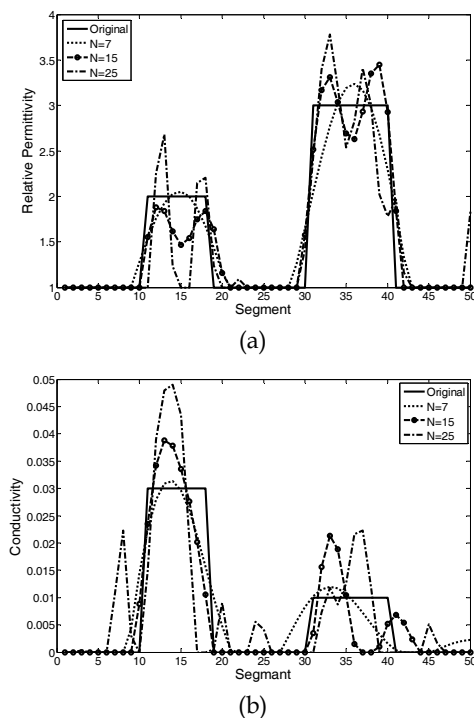 4
3.5
3
2.5
2
1.5
1
Relative Permittivity
Original
N=7
N=15
N=25
0 5 10 15 20 25 30 35 40 45 50
Segment
(a)
0.05
0.045
0.04
0.035
0.03
0.025
0.02
0.015
0.01
0.005
0
Conductivity
Original
N=7
N=15
N=25
0 5 10 15 20 25 30 35 40 45 50
Segmant
(b)